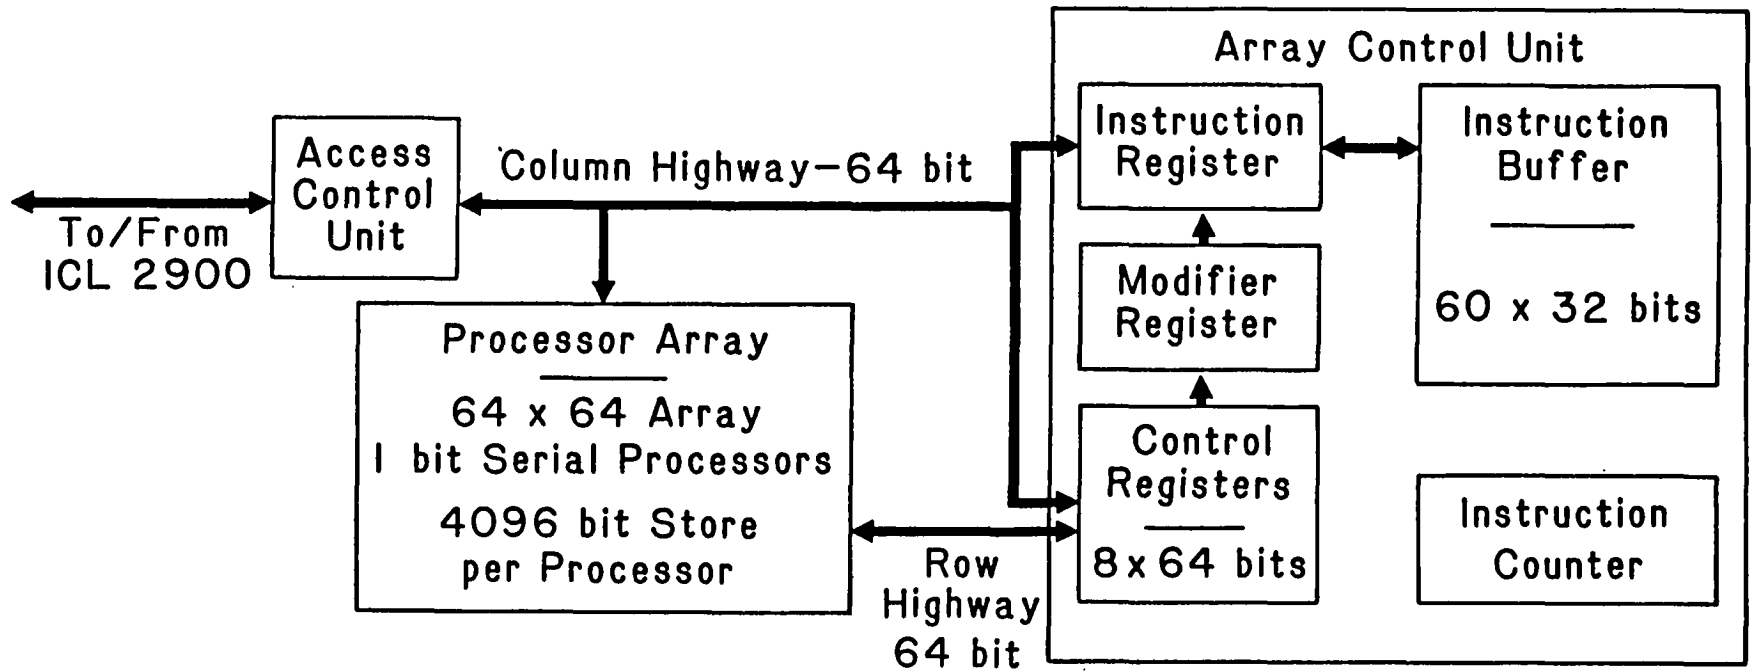 Array Control Unit
Access
Control
Unit
To/From
ICL 2900
Column Highway-64 bit
Processor Array
64 x 64 Array
1 bit Serial Processors
4096 bit Store
per Processor
Row
Highway
64 bit
Instruction
Register
Modifier
Register
Control
Registers
8 x 64 bits
Instruction
Buffer
60 x 32 bits
Instruction
Counter